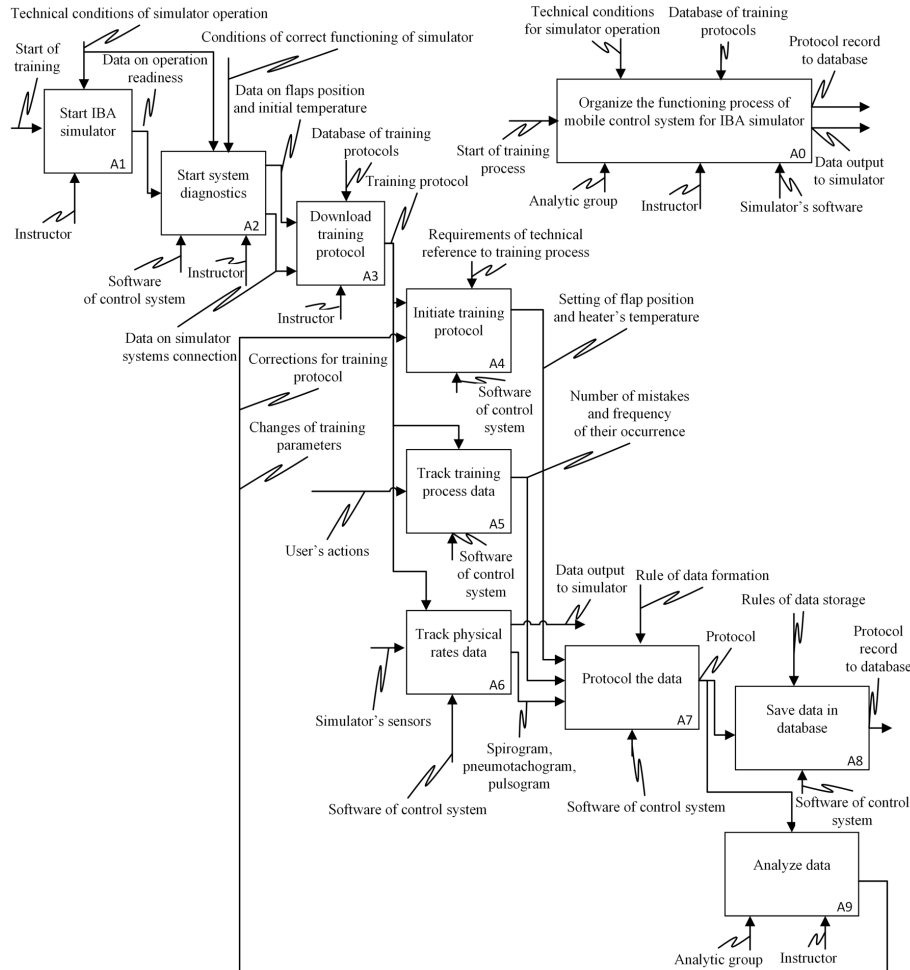 Technical conditions of simulator operation
Start of
training
Data on operation
readiness
Conditions of correct functioning of simulator
Start IBA
simulator
A1
Instructor
Data on flaps position
and initial temperature
Start system
diagnostics
A2
Software
of control system
Instructor
Database of training
protocols
Training protocol
Download
training
protocol
A3
Instructor
Data on simulator
systems connection
Technical conditions
for simulator operation
Database of training
protocols
Protocol record
to database
Organize the functioning process of
mobile control system for IBA simulator
A0
Start of training
process
Data output
to simulator
Analytic group
Instructor
Simulator's software
Requirements of technical
reference to training process
Initiate training
protocol
A4
Software
of control
system
Setting of flap position
and heater's temperature
Corrections for training
protocol
Changes of training
parameters
Number of mistakes
and frequency
of their occurrence
Track training
process data
A5
User's actions
Software
of control
system
Data output
to simulator
Track physical
rates data
A6
Simulator's sensors
Software of control system
Spirogram,
pneumotachogram,
pulsogram
Rule of data formation
Protocol
Protocol the data
A7
Software of control system
Rules of data storage
Protocol
record
to database
Save data in
database
A8
Software of control
system
Analyze data
A9
Analytic group
Instructor